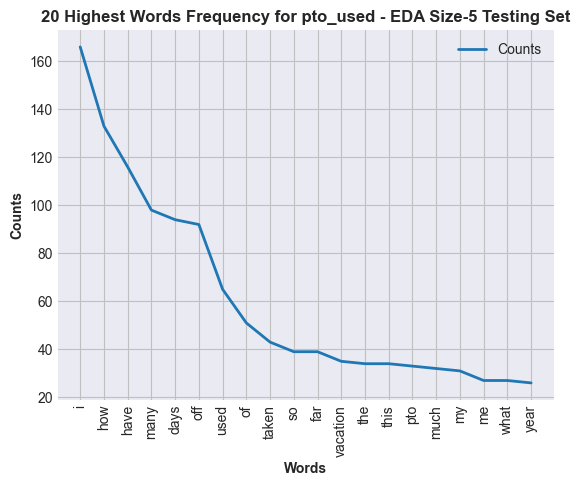 20 Highest Words Frequency for pto_used - EDA Size-5 Testing Set
Counts
160
140
120
100
80
60
40
20
Counts
i
how
have
many
days
off
used
of
taken
so
far
vacation
the
this
pto
much
my
me
what
year
Words